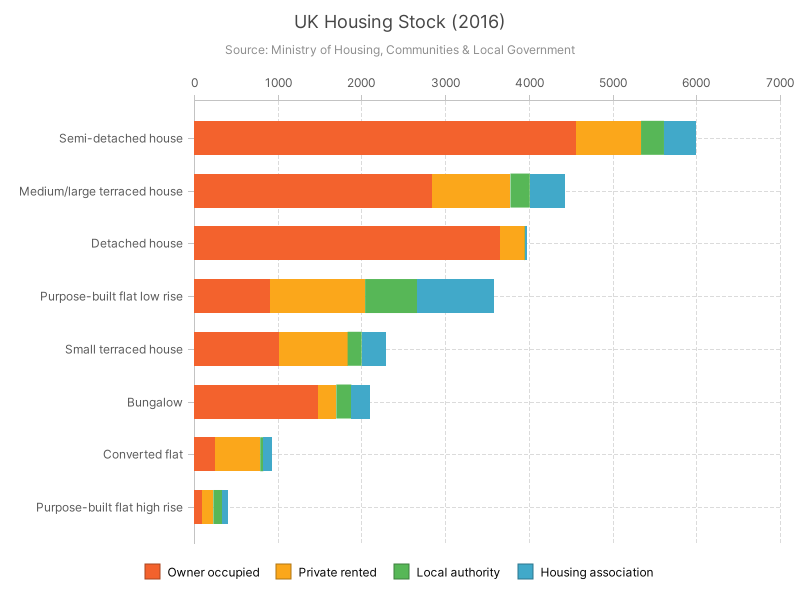 UK Housing Stock (2016)
Source: Ministry of Housing, Communities & Local Government
0 1000 2000 3000 4000 5000 6000 7000
Semi-detached house
Medium/large terraced house
Detached house
Purpose-built flat low rise
Small terraced house
Bungalow
Converted flat
Purpose-built flat high rise
Owner occupied Private rented Local authority Housing association